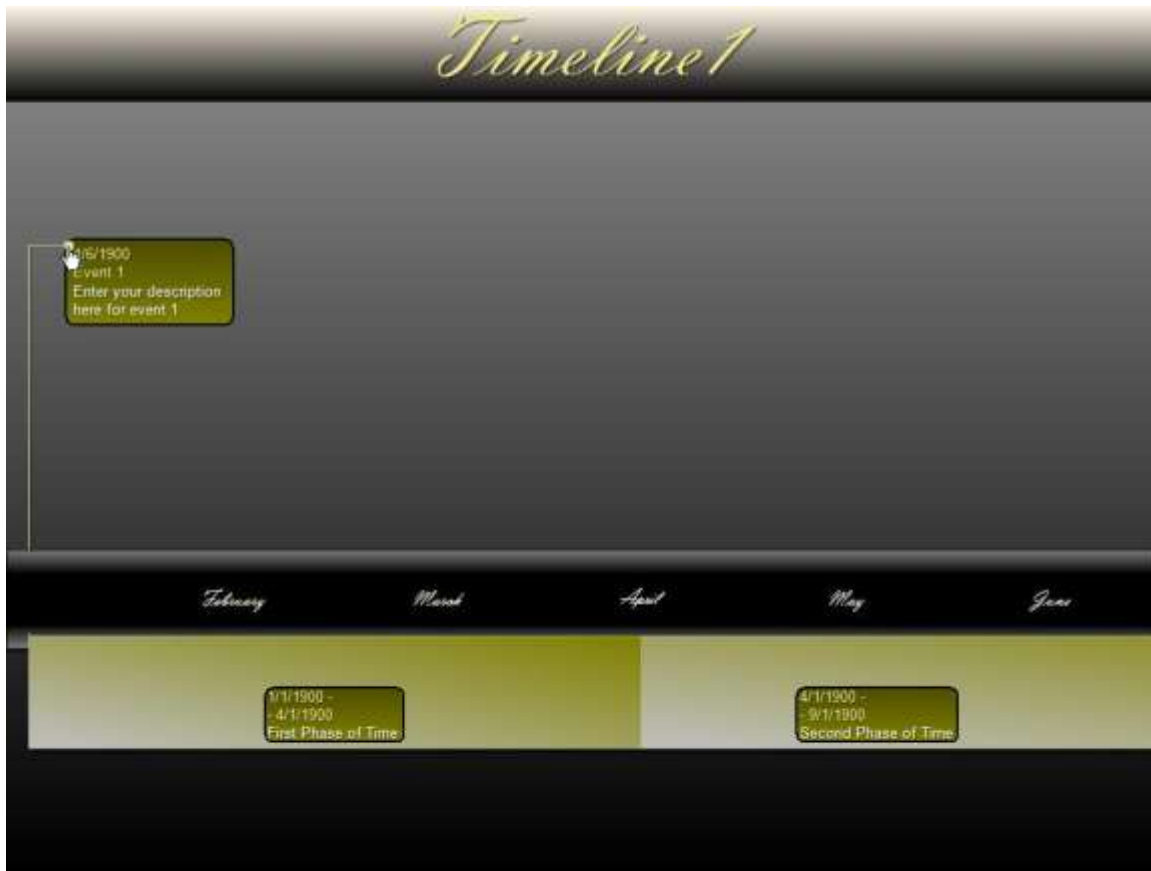 Timeline1
/6/1900
Event 1
Enter your description
here for event 1
February
March
April
May
June
1/1/1900 -
- 4/1/1900
First Phase of Time
4/1/1900 -
- 9/1/1900
Second Phase of Time